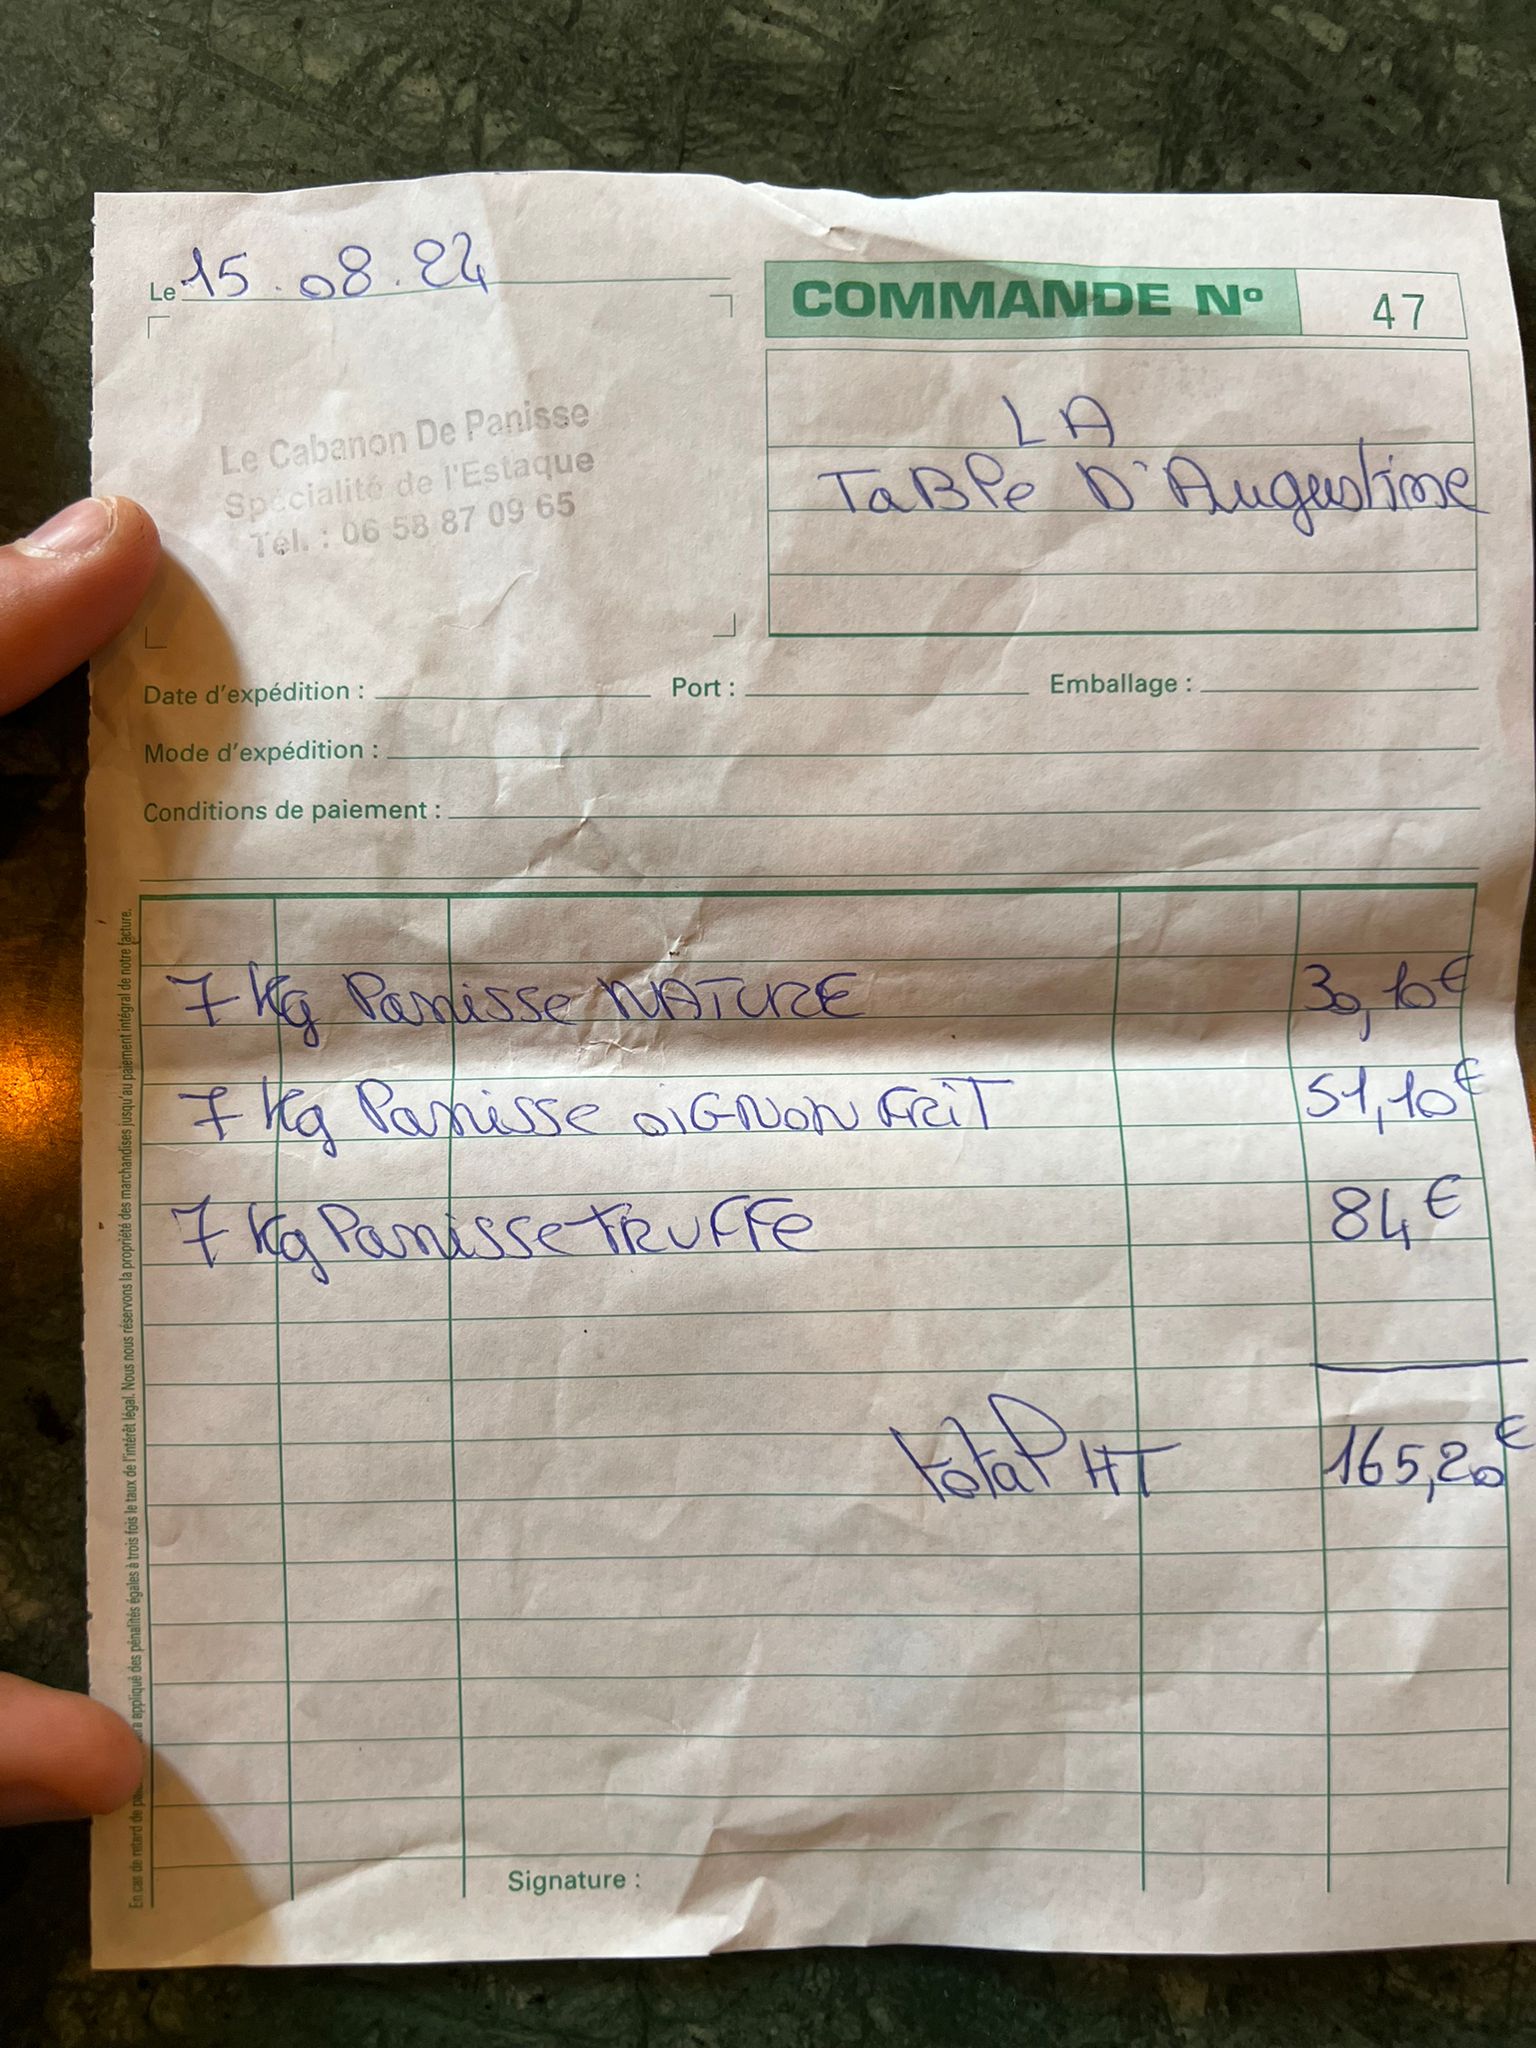 Le 15.08.24
COMMANDE Nº 47
Le Cabanon De Panisse
Spécialité de l'Estaque
Tél. : 06 58 87 09 65
LA
TaBle D'Augustine
Date d'expédition : Port : Emballage :
Mode d'expédition :
Conditions de paiement :
7 Kg Panisse NATURE 30,10€
7 Kg Panisse OIGNON FRIT 51,10€
7 Kg Panisse TRUFFe 84€
total HT 165,20€
Signature :
En cas de retard de appliqué des pénalités égales à trois fois le taux de l'intérêt légal. Nous nous réservons la propriété des marchandises jusqu'au paiement intégral de notre facture.